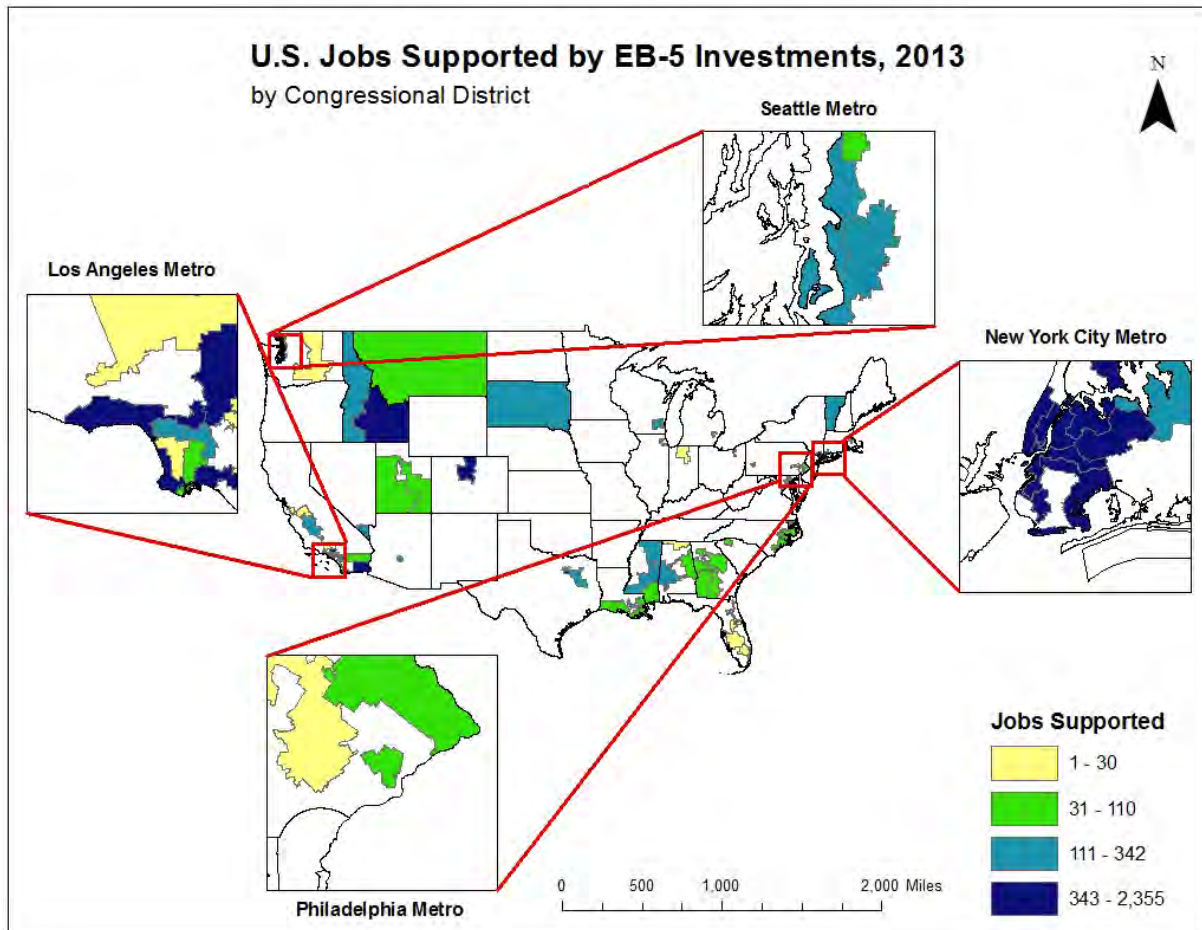 U.S. Jobs Supported by EB-5 Investments, 2013
by Congressional District
N
Seattle Metro
Los Angeles Metro
New York City Metro
Philadelphia Metro
Jobs Supported
1 - 30
31 - 110
111 - 342
343 - 2,355
0 500 1,000 2,000 Miles